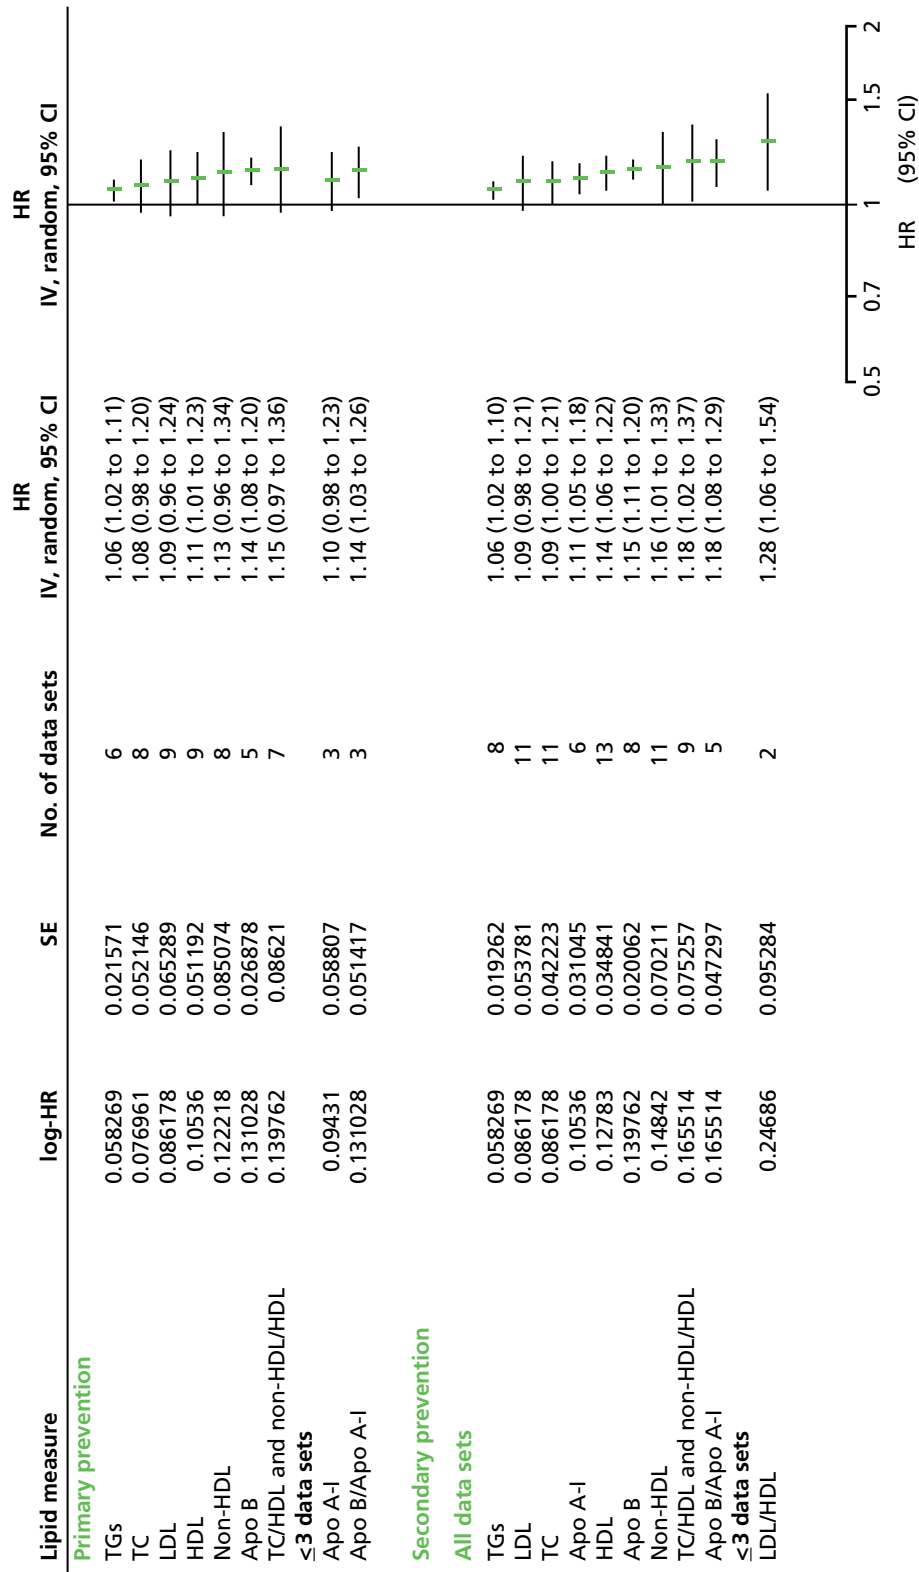 Lipid measure log-HR SE No. of data sets HR IV, random, 95% CI HR IV, random, 95% CI
Primary prevention
TGs 0.058269 0.021571 6 1.06 (1.02 to 1.11)
TC 0.076961 0.052146 8 1.08 (0.98 to 1.20)
LDL 0.086178 0.065289 9 1.09 (0.96 to 1.24)
HDL 0.10536 0.051192 9 1.11 (1.01 to 1.23)
Non-HDL 0.122218 0.085074 8 1.13 (0.96 to 1.34)
Apo B 0.131028 0.026878 5 1.14 (1.08 to 1.20)
TC/HDL and non-HDL/HDL 0.139762 0.08621 7 1.15 (0.97 to 1.36)
≤3 data sets
Apo A-I 0.09431 0.058807 3 1.10 (0.98 to 1.23)
Apo B/Apo A-I 0.131028 0.051417 3 1.14 (1.03 to 1.26)
Secondary prevention
All data sets
TGs 0.058269 0.019262 8 1.06 (1.02 to 1.10)
LDL 0.086178 0.053781 11 1.09 (0.98 to 1.21)
TC 0.086178 0.042223 11 1.09 (1.00 to 1.21)
Apo A-I 0.10536 0.031045 6 1.11 (1.05 to 1.18)
HDL 0.12783 0.034841 13 1.14 (1.06 to 1.22)
Apo B 0.139762 0.020062 8 1.15 (1.11 to 1.20)
Non-HDL 0.14842 0.070211 11 1.16 (1.01 to 1.33)
TC/HDL and non-HDL/HDL 0.165514 0.075257 9 1.18 (1.02 to 1.37)
Apo B/Apo A-I 0.165514 0.047297 5 1.18 (1.08 to 1.29)
≤3 data sets
LDL/HDL 0.24686 0.095284 2 1.28 (1.06 to 1.54)
0.5 0.7 1 1.5 2
HR (95% CI)